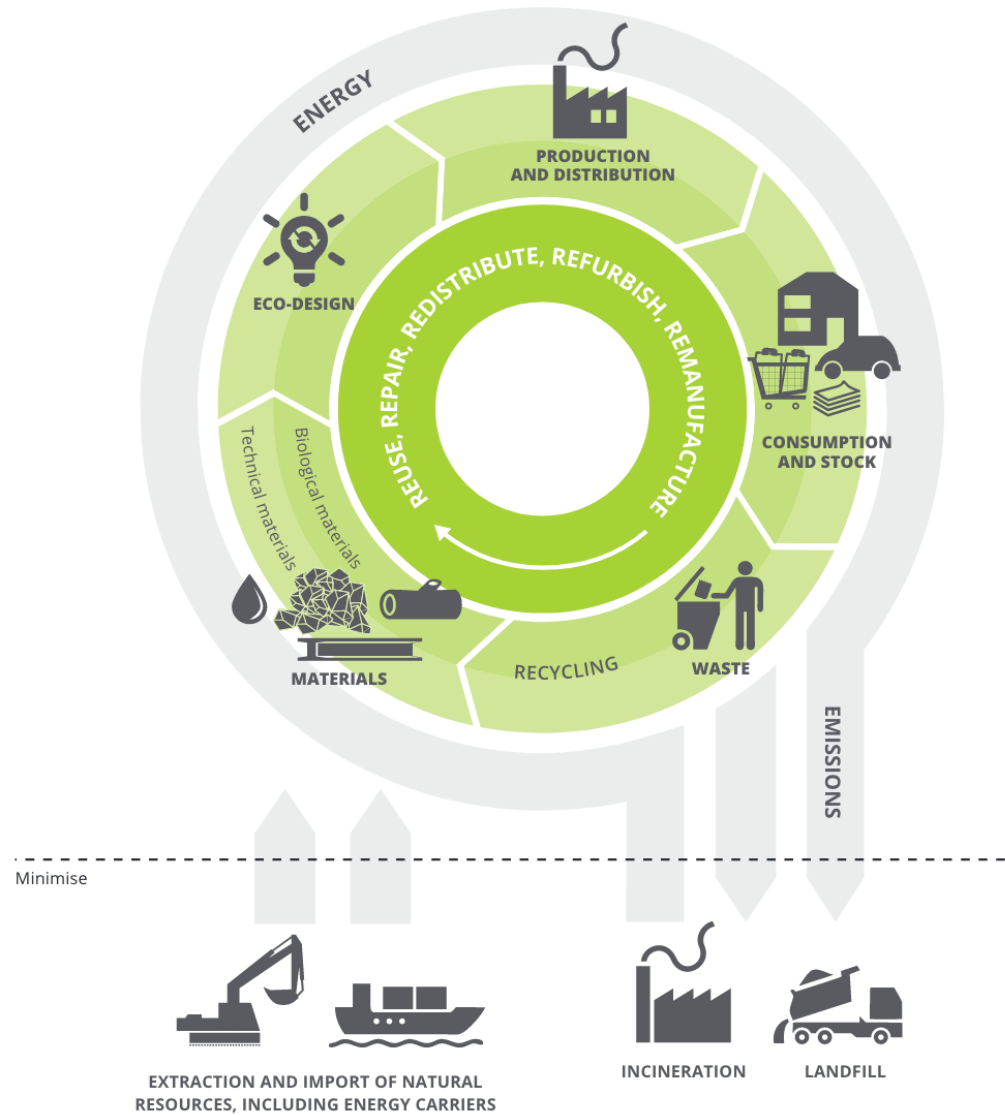 ENERGY
PRODUCTION
AND DISTRIBUTION
ECO-DESIGN
REUSE, REPAIR, REDISTRIBUTE, REFURBISH, REMANUFACTURE
CONSUMPTION
AND STOCK
Technical materials
Biological materials
MATERIALS
RECYCLING
WASTE
EMISSIONS
Minimise
EXTRACTION AND IMPORT OF NATURAL
RESOURCES, INCLUDING ENERGY CARRIERS
INCINERATION
LANDFILL